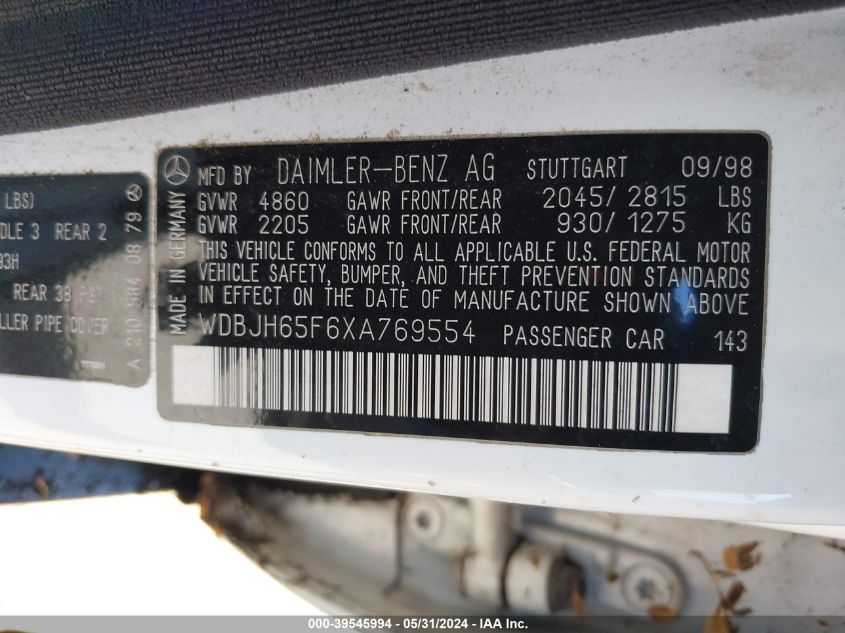 LBS)
DLE 3 REAR 2
93H
REAR 38 PSI
LLER PIPE COVER
A 210 584 08 79
MADE IN GERMANY
MFD BY DAIMLER-BENZ AG STUTTGART 09/98
GVWR 4860 GAWR FRONT/REAR 2045/ 2815 LBS
GVWR 2205 GAWR FRONT/REAR 930/ 1275 KG
THIS VEHICLE CONFORMS TO ALL APPLICABLE U.S. FEDERAL MOTOR
VEHICLE SAFETY, BUMPER, AND THEFT PREVENTION STANDARDS
IN EFFECT ON THE DATE OF MANUFACTURE SHOWN ABOVE
WDBJH65F6XA769554 PASSENGER CAR 143
000-39545994 - 05/31/2024 - IAA Inc.